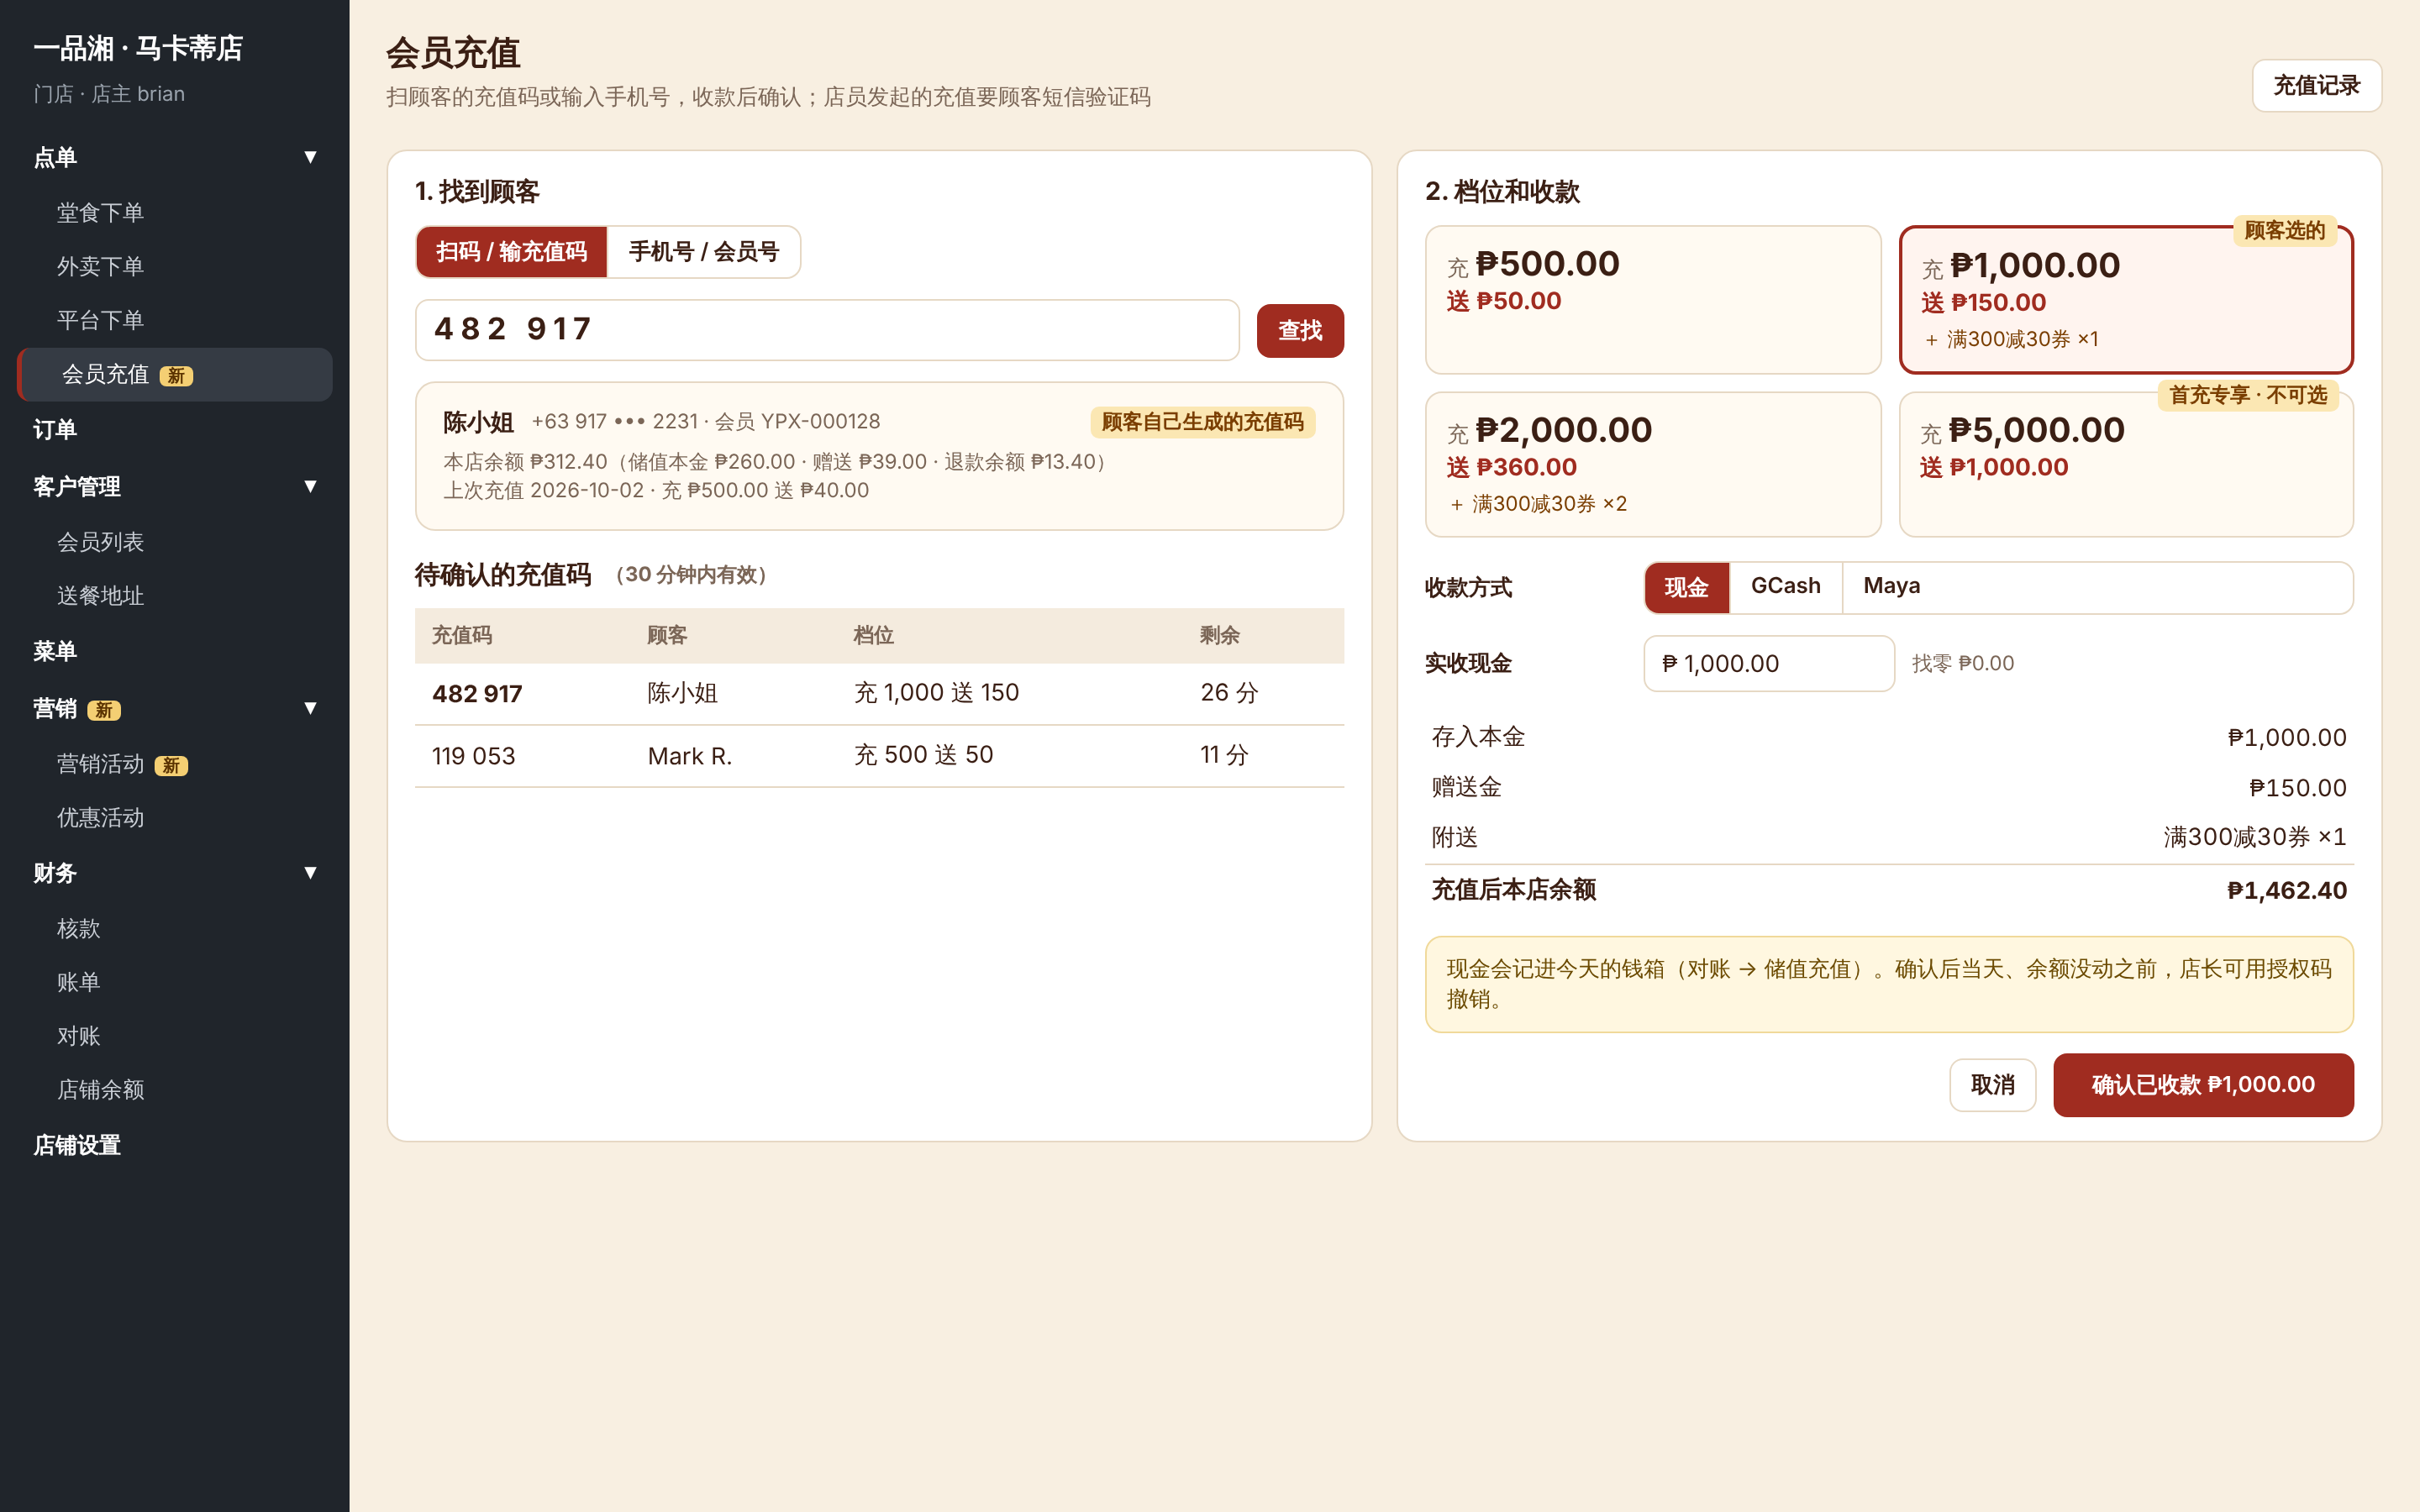 一品湘 · 马卡蒂店
门店 · 店主 brian
点单 ▼
堂食下单
外卖下单
平台下单
会员充值 新
订单
客户管理 ▼
会员列表
送餐地址
菜单
营销 新 ▼
营销活动 新
优惠活动
财务 ▼
核款
账单
对账
店铺余额
店铺设置
会员充值
扫顾客的充值码或输入手机号，收款后确认；店员发起的充值要顾客短信验证码
充值记录
1. 找到顾客
扫码 / 输充值码 手机号 / 会员号
482 917 查找
陈小姐 +63 917 ••• 2231 · 会员 YPX-000128 顾客自己生成的充值码
本店余额 ₱312.40（储值本金 ₱260.00 · 赠送 ₱39.00 · 退款余额 ₱13.40）
上次充值 2026-10-02 · 充 ₱500.00 送 ₱40.00
待确认的充值码 （30 分钟内有效）
充值码 顾客 档位 剩余
482 917 陈小姐 充 1,000 送 150 26 分
119 053 Mark R. 充 500 送 50 11 分
2. 档位和收款
充 ₱500.00
送 ₱50.00
顾客选的
充 ₱1,000.00
送 ₱150.00
＋ 满300减30券 ×1
充 ₱2,000.00
送 ₱360.00
＋ 满300减30券 ×2
首充专享 · 不可选
充 ₱5,000.00
送 ₱1,000.00
收款方式 现金 GCash Maya
实收现金 ₱ 1,000.00 找零 ₱0.00
存入本金 ₱1,000.00
赠送金 ₱150.00
附送 满300减30券 ×1
充值后本店余额 ₱1,462.40
现金会记进今天的钱箱（对账 → 储值充值）。确认后当天、余额没动之前，店长可用授权码
撤销。
取消 确认已收款 ₱1,000.00